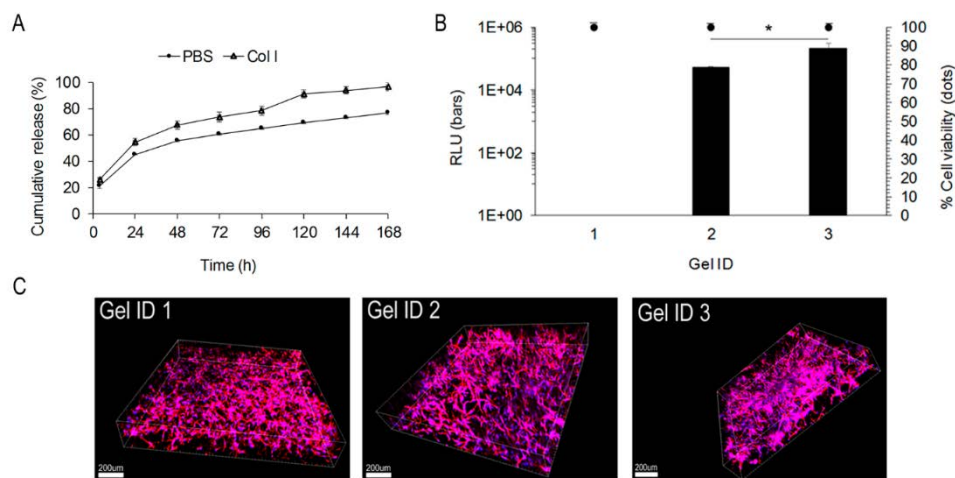 A
PBS
Col I
Cumulative release (%)
100
80
60
40
20
0
0
24
48
72
96
120
144
168
Time (h)
B
RLU (bars)
1E+06
1E+04
1E+02
1E+00
100
90
80
70
60
50
40
30
20
10
0
% Cell viability (dots)
*
1
2
3
Gel ID
C
Gel ID 1
200um
Gel ID 2
200um
Gel ID 3
200um